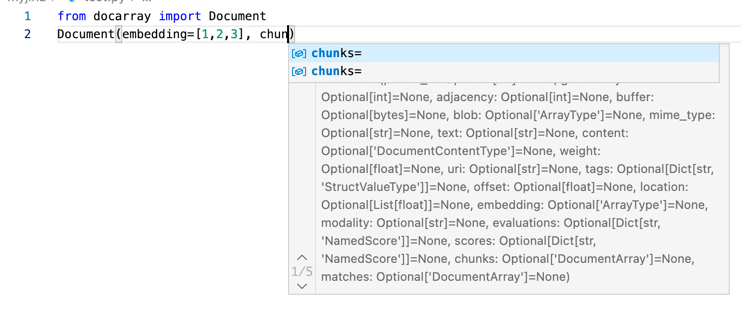 1 from docarray import Document
2 Document(embedding=[1,2,3], chun)
chunks=
chunks=
Optional[int]=None, adjacency: Optional[int]=None, buffer:
Optional[bytes]=None, blob: Optional['ArrayType']=None, mime_type:
Optional[str]=None, text: Optional[str]=None, content:
Optional['DocumentContentType']=None, weight:
Optional[float]=None, uri: Optional[str]=None, tags: Optional[Dict[str,
'StructValueType']]=None, offset: Optional[float]=None, location:
Optional[List[float]]=None, embedding: Optional['ArrayType']=None,
modality: Optional[str]=None, evaluations: Optional[Dict[str,
'NamedScore']]=None, scores: Optional[Dict[str,
'NamedScore']]=None, chunks: Optional['DocumentArray']=None,
1/5
matches: Optional['DocumentArray']=None)